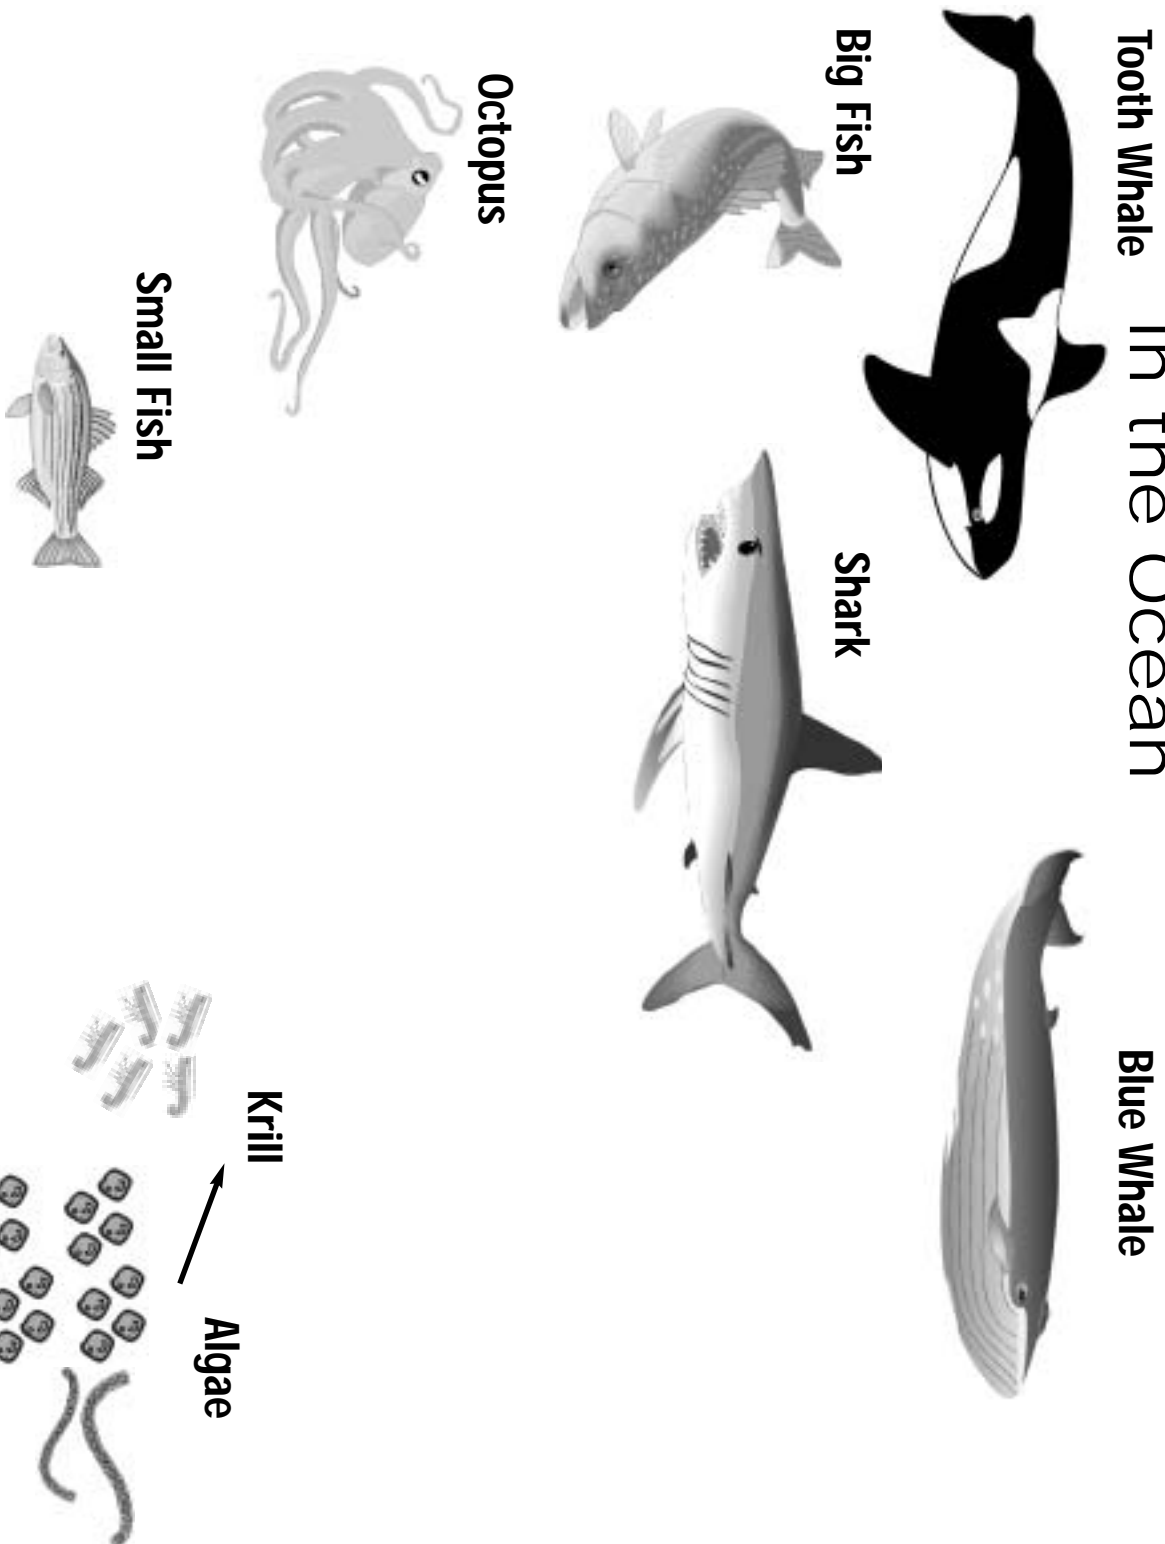 In the Ocean
Tooth Whale
Blue Whale
Big Fish
Shark
Octopus
Small Fish
Krill
Algae